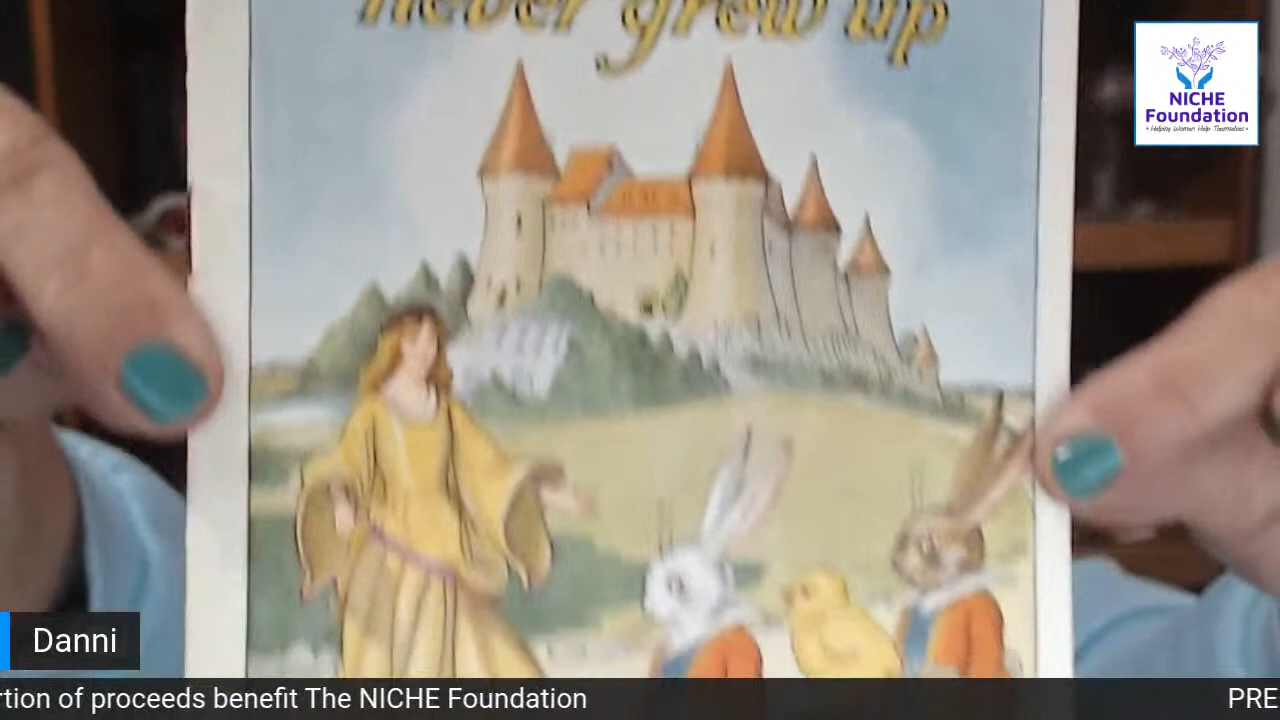 never grew up
NICHE
Foundation
• Helping Women Help Themselves •
Danni
rtion of proceeds benefit The NICHE Foundation
PRE